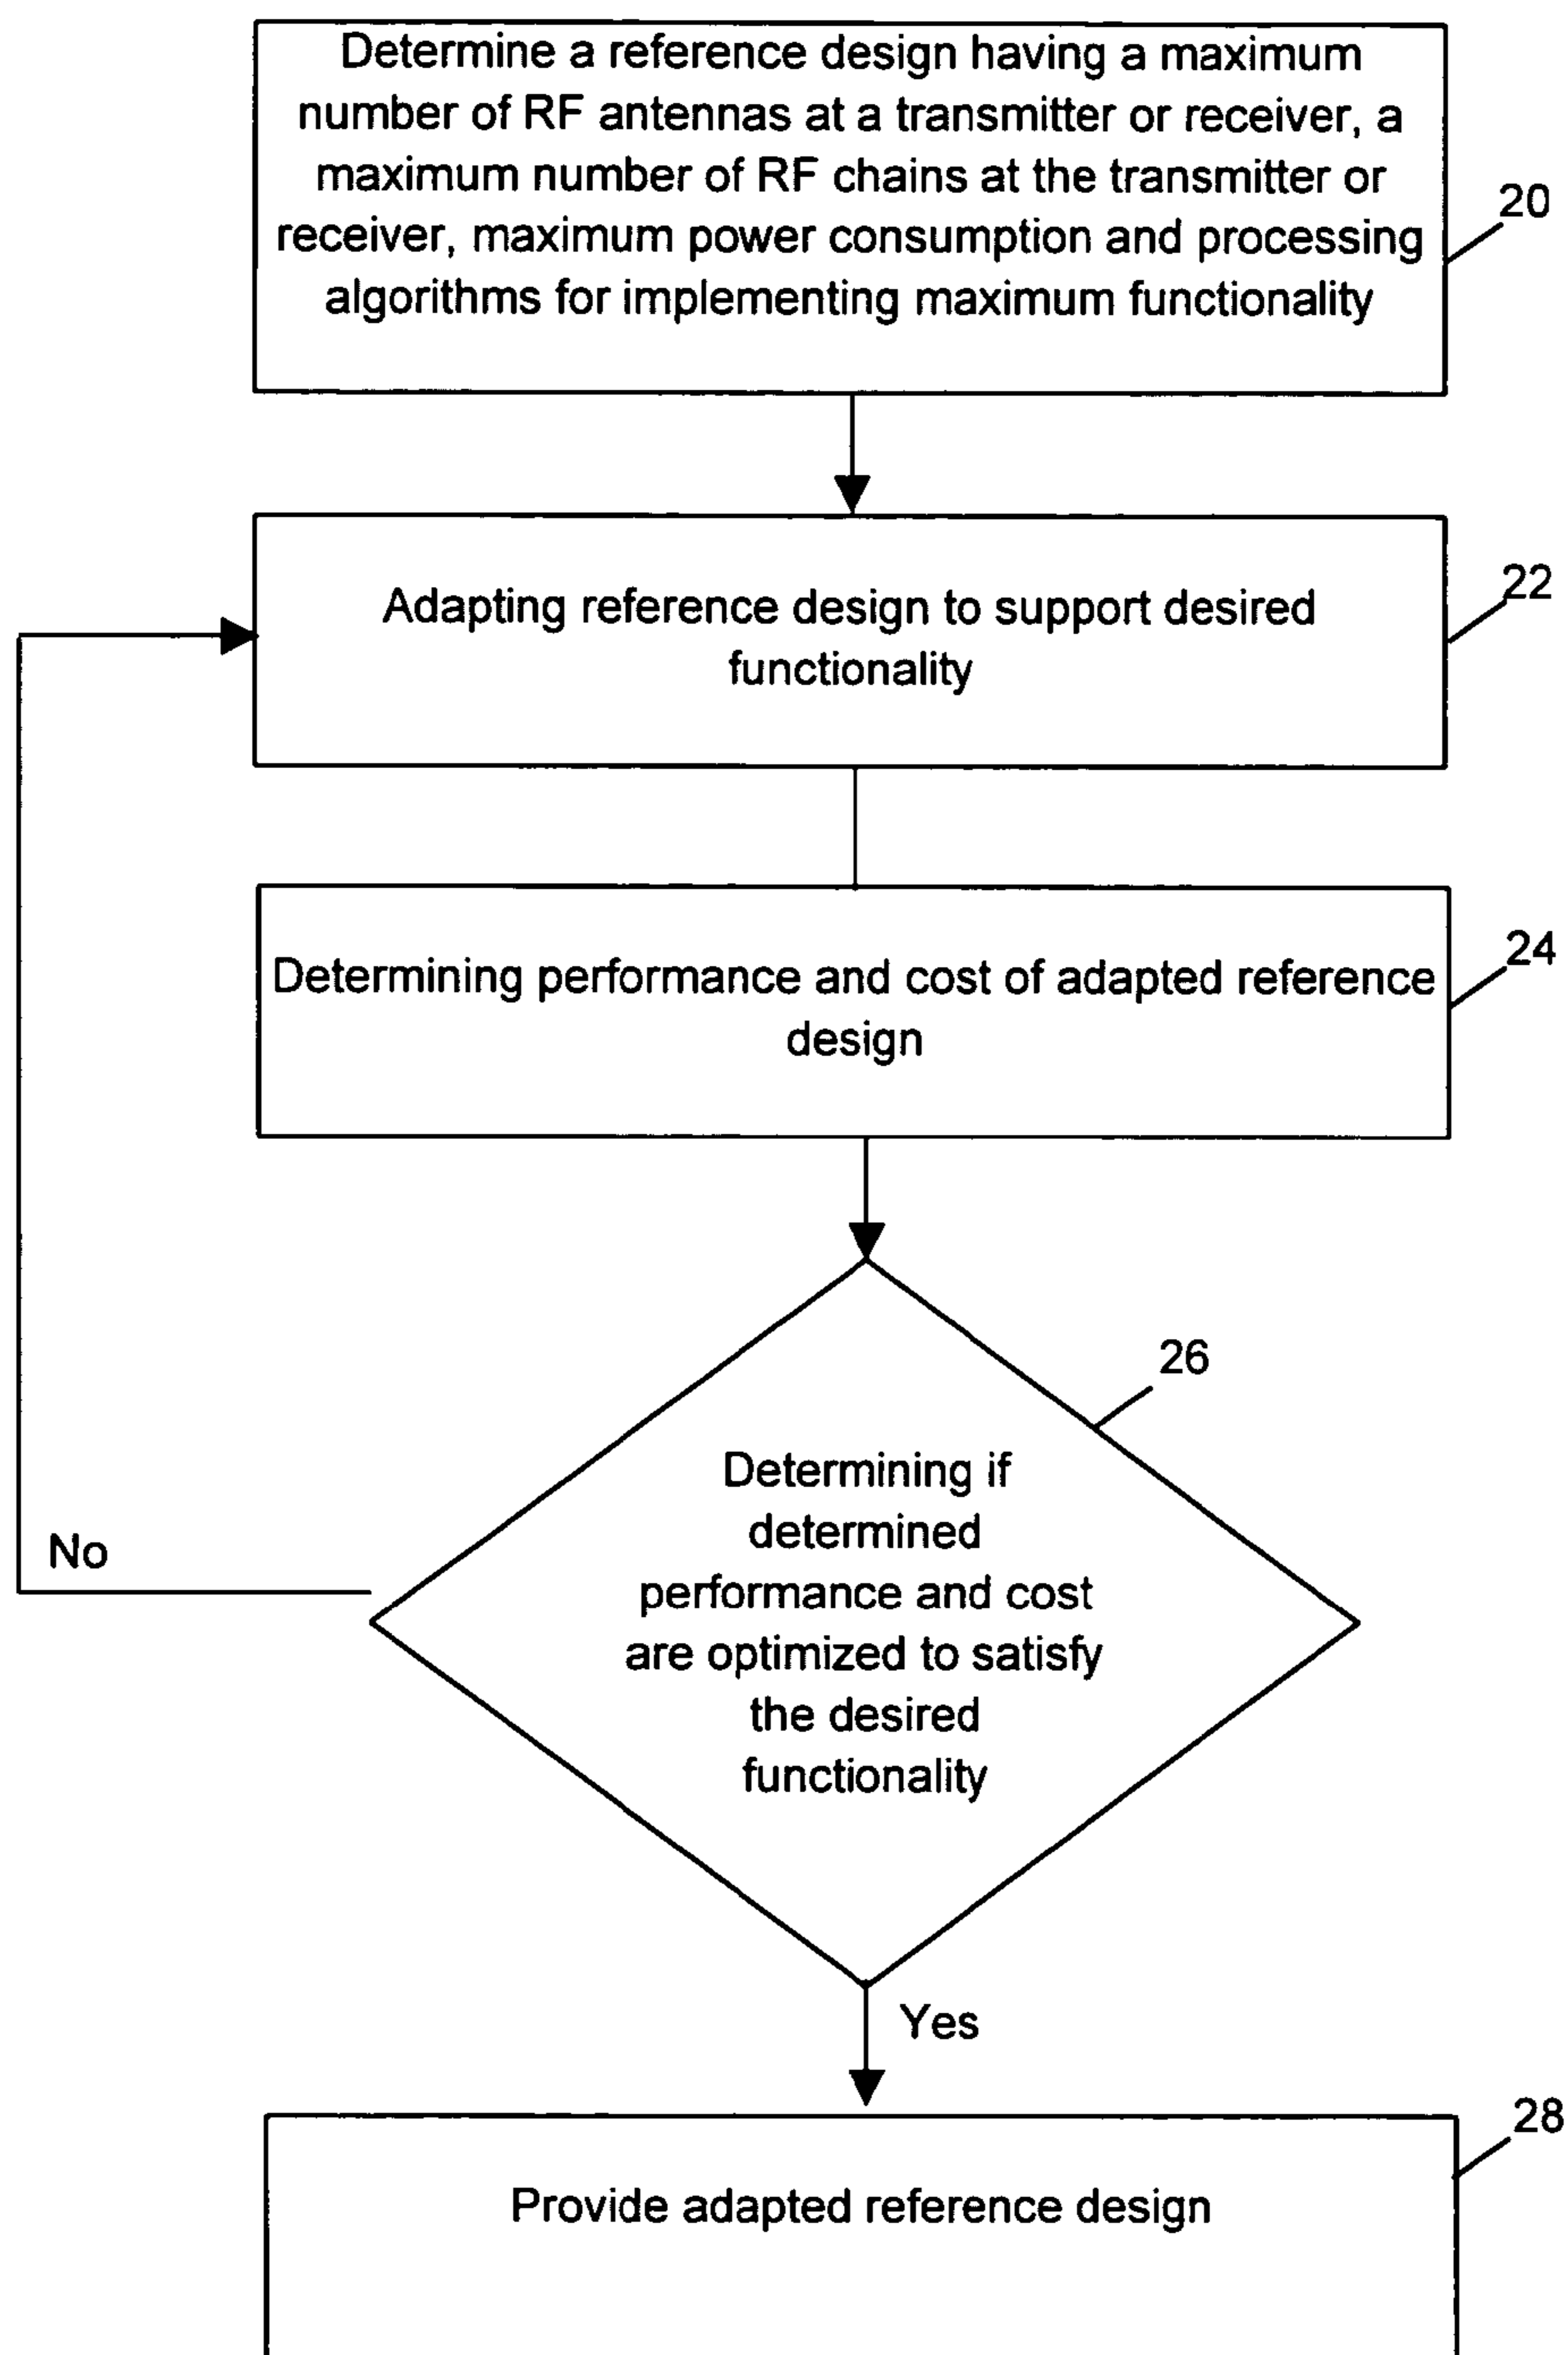 Determine a reference design having a maximum
number of RF antennas at a transmitter or receiver, a
maximum number of RF chains at the transmitter or
receiver, maximum power consumption and processing
algorithms for implementing maximum functionality
20
Adapting reference design to support desired
functionality
22
Determining performance and cost of adapted reference
design
24
26
Determining if
determined
performance and cost
are optimized to satisfy
the desired
functionality
No
Yes
28
Provide adapted reference design